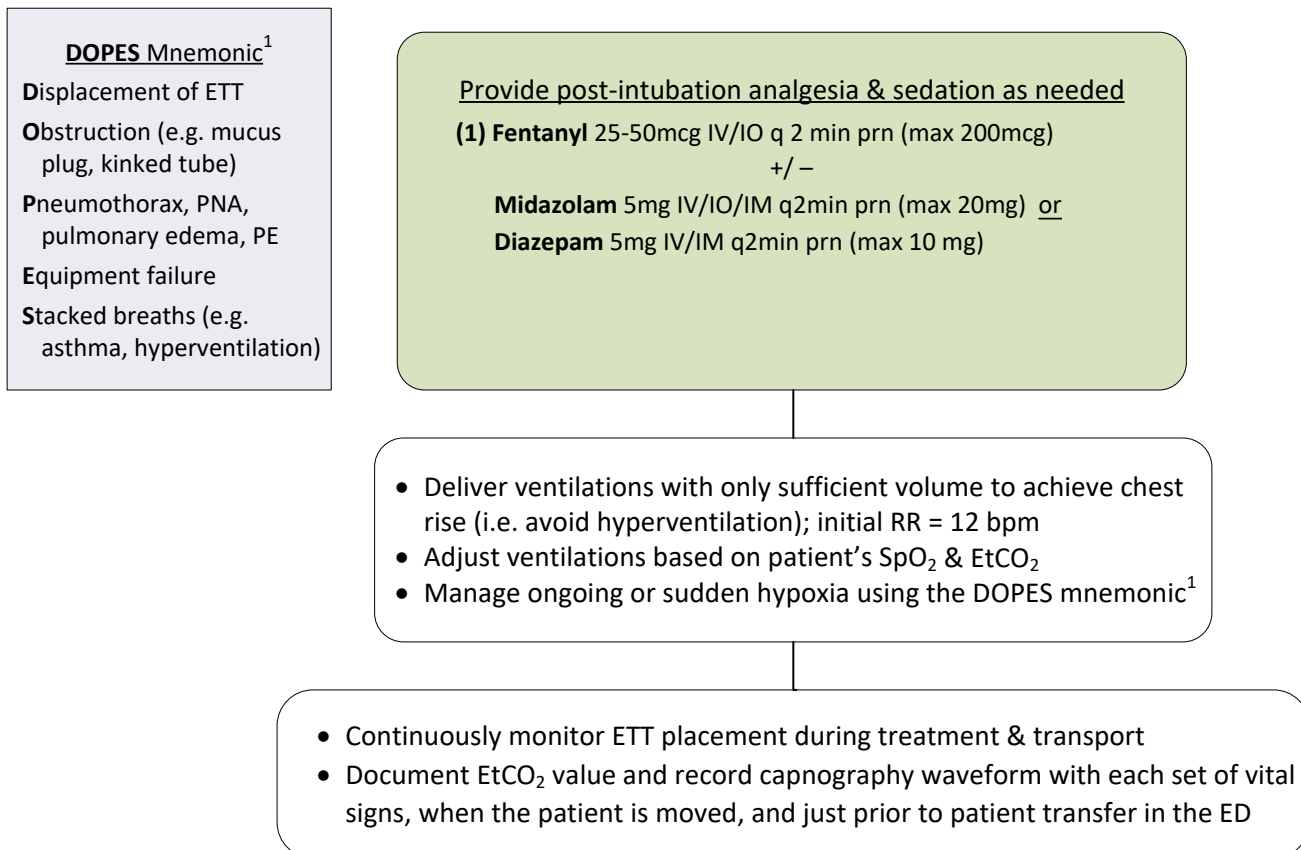 DOPES Mnemonic1
Displacement of ETT
Obstruction (e.g. mucus
plug, kinked tube)
Pneumothorax, PNA,
pulmonary edema, PE
Equipment failure
Stacked breaths (e.g.
asthma, hyperventilation)
Provide post-intubation analgesia & sedation as needed
(1) Fentanyl 25-50mcg IV/IO q 2 min prn (max 200mcg)
+/ –
Midazolam 5mg IV/IO/IM q2min prn (max 20mg) or
Diazepam 5mg IV/IM q2min prn (max 10 mg)
• Deliver ventilations with only sufficient volume to achieve chest
rise (i.e. avoid hyperventilation); initial RR = 12 bpm
• Adjust ventilations based on patient’s SpO2 & EtCO2
• Manage ongoing or sudden hypoxia using the DOPES mnemonic1
• Continuously monitor ETT placement during treatment & transport
• Document EtCO2 value and record capnography waveform with each set of vital
signs, when the patient is moved, and just prior to patient transfer in the ED